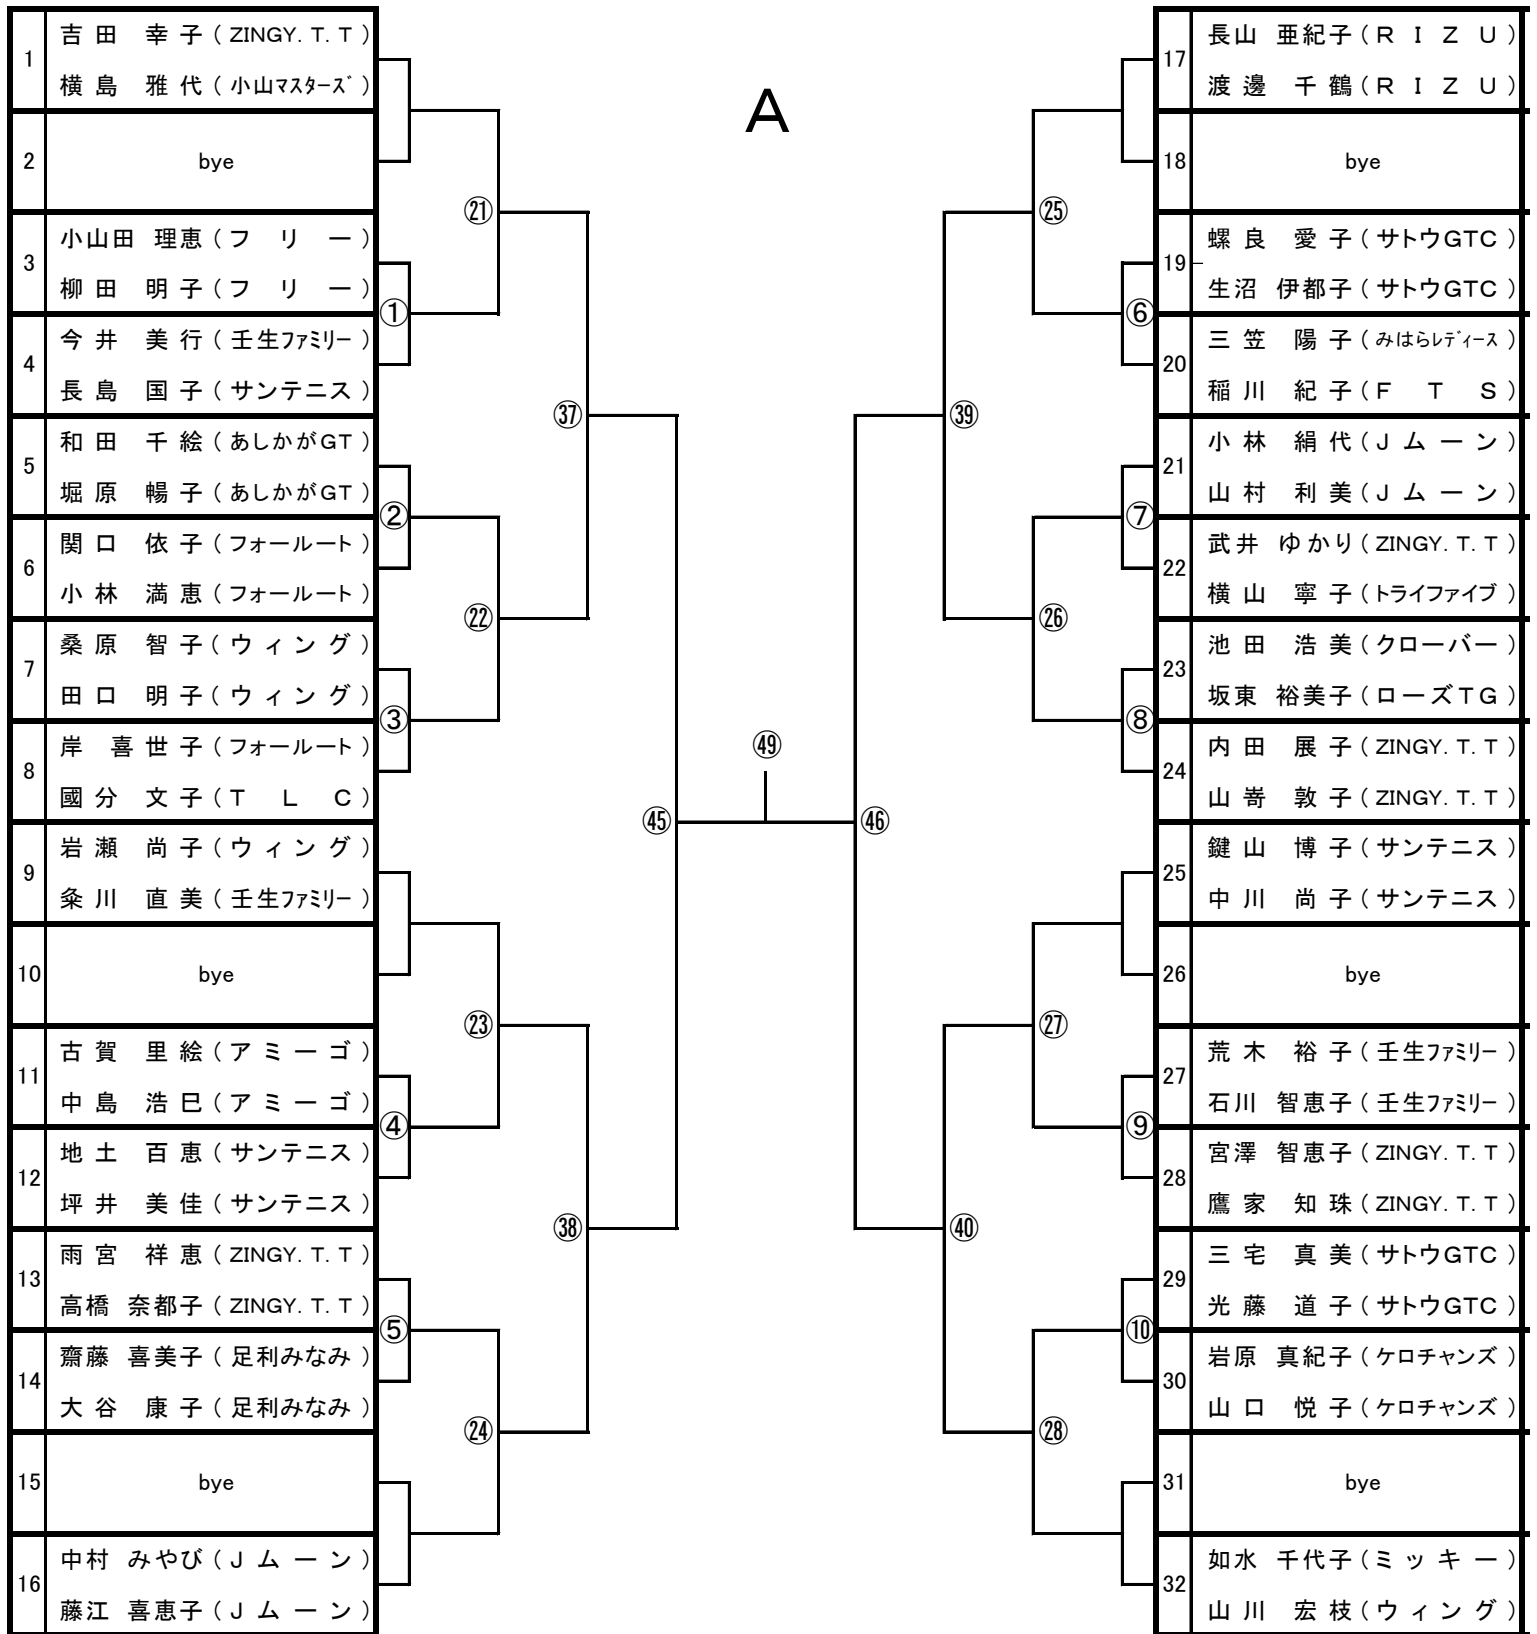 A
1
吉田 幸子(ZINGY.T.T)
横島 雅代(小山マスターズ)
2
bye
3
小山田 理恵(フリー)
柳田 明子(フリー)
4
今井 美行(壬生ファミリー)
長島 国子(サンテニス)
5
和田 千絵(あしかがGT)
堀原 暢子(あしかがGT)
6
関口 依子(フォールート)
小林 満恵(フォールート)
7
桑原 智子(ウィング)
田口 明子(ウィング)
8
岸 喜世子(フォールート)
國分 文子(TLC)
9
岩瀬 尚子(ウィング)
粂川 直美(壬生ファミリー)
10
bye
11
古賀 里絵(アミーゴ)
中島 浩巳(アミーゴ)
12
地土 百恵(サンテニス)
坪井 美佳(サンテニス)
13
雨宮 祥恵(ZINGY.T.T)
高橋 奈都子(ZINGY.T.T)
14
齋藤 喜美子(足利みなみ)
大谷 康子(足利みなみ)
15
bye
16
中村 みやび(Jムーン)
藤江 喜恵子(Jムーン)
①
②
③
④
⑤
㉑
㉒
㉓
㉔
㊲
㊳
㊺
㊾
㊻
㊴
㊵
㉕
㉖
㉗
㉘
⑥
⑦
⑧
⑨
⑩
17
長山 亜紀子(RIZU)
渡邊 千鶴(RIZU)
18
bye
19
螺良 愛子(サトウGTC)
生沼 伊都子(サトウGTC)
20
三笠 陽子(みはらレディース)
稲川 紀子(FTS)
21
小林 絹代(Jムーン)
山村 利美(Jムーン)
22
武井 ゆかり(ZINGY.T.T)
横山 寧子(トライファイブ)
23
池田 浩美(クローバー)
坂東 裕美子(ローズTG)
24
内田 展子(ZINGY.T.T)
山嵜 敦子(ZINGY.T.T)
25
鍵山 博子(サンテニス)
中川 尚子(サンテニス)
26
bye
27
荒木 裕子(壬生ファミリー)
石川 智恵子(壬生ファミリー)
28
宮澤 智恵子(ZINGY.T.T)
鷹家 知珠(ZINGY.T.T)
29
三宅 真美(サトウGTC)
光藤 道子(サトウGTC)
30
岩原 真紀子(ケロチャンズ)
山口 悦子(ケロチャンズ)
31
bye
32
如水 千代子(ミッキー)
山川 宏枝(ウィング)